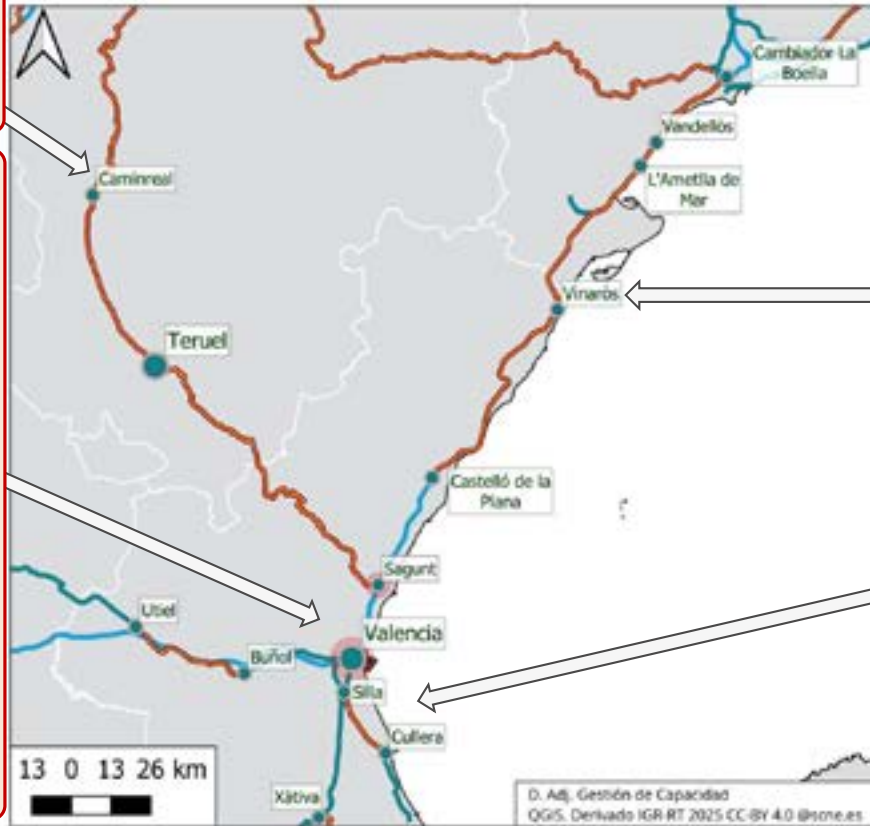 Cambiador La
Boella
Vandellós
L'Ametlla de
Mar
Caminreal
Vinaròs
Teruel
Castelló de la
Plana
Sagunt
Utiel
Valencia
Buñol
Silla
Cullera
13 0 13 26 km
Xàtiva
D. Adj. Gestión de Capacidad
QGIS. Derivado IGR-RT 2025 CC-BY 4.0 @scne.es